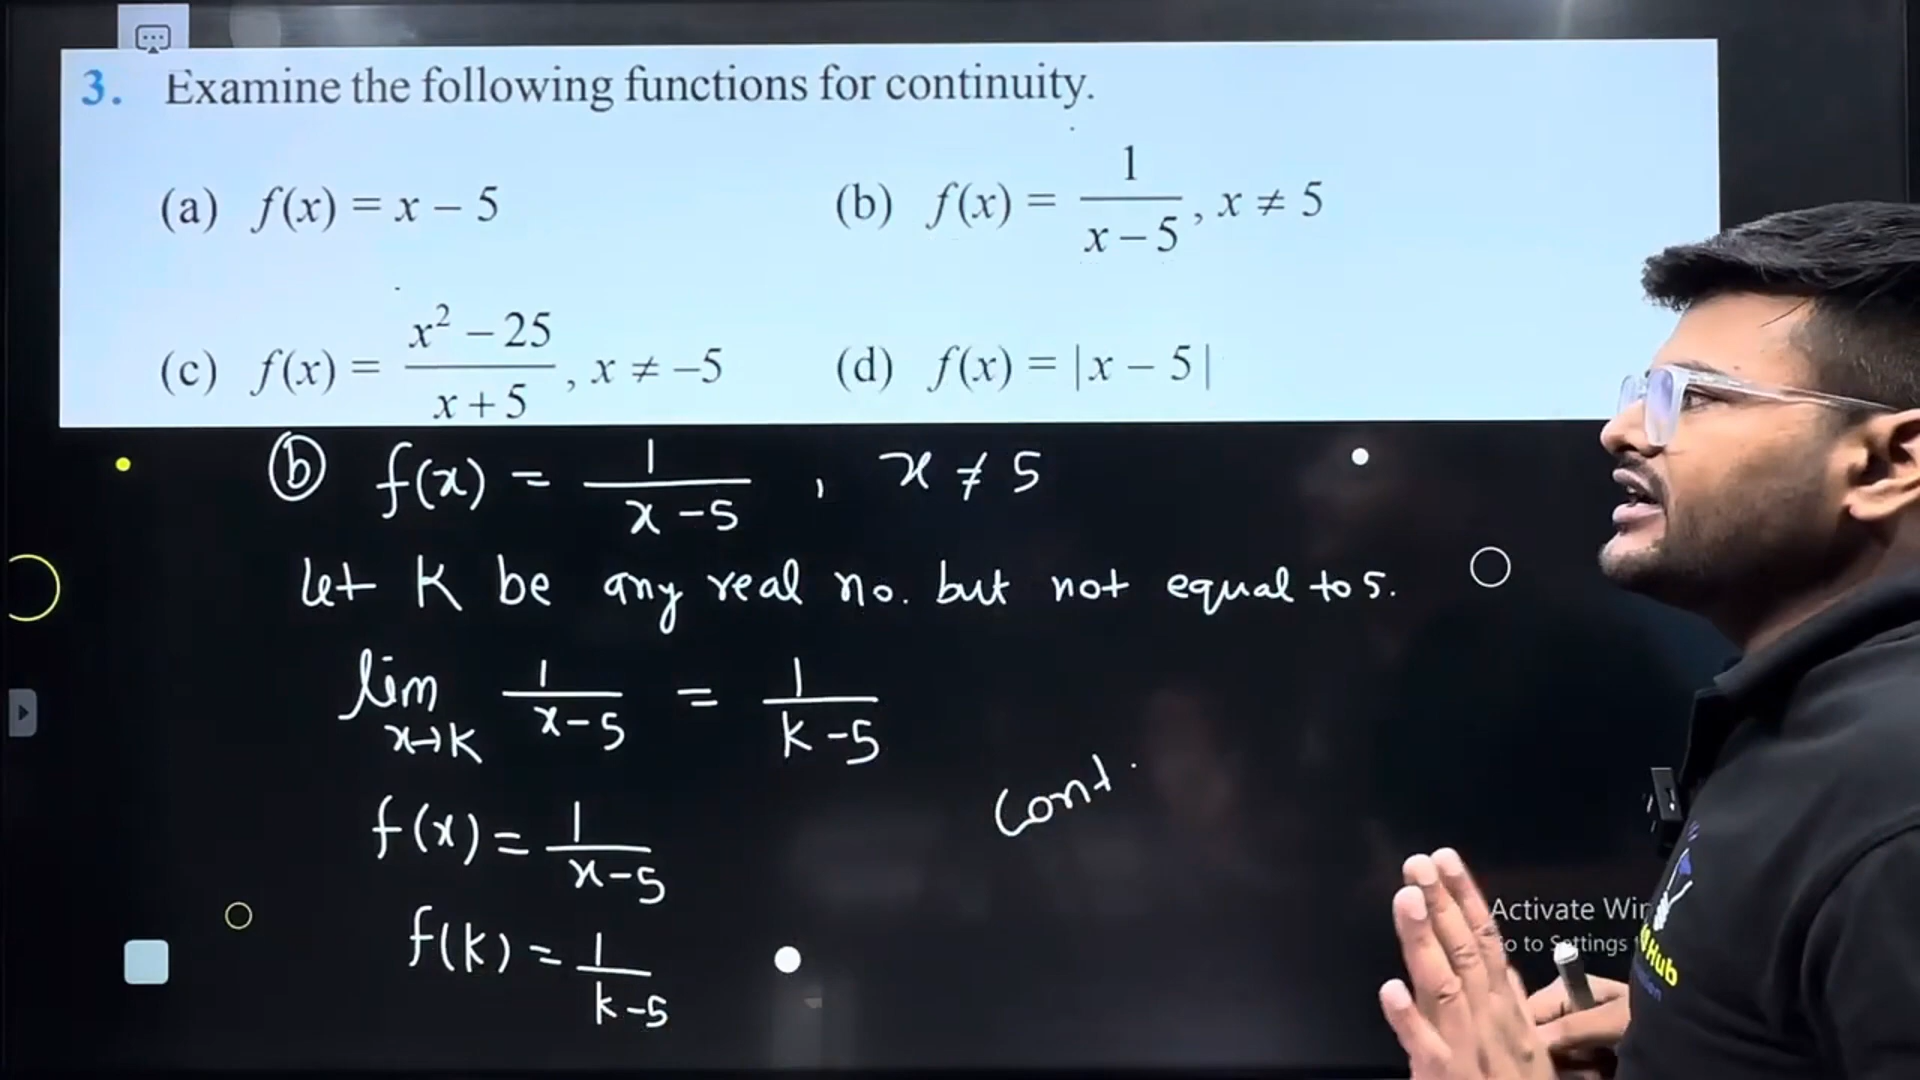 3. Examine the following functions for continuity.
(a) f(x) = x – 5 (b) f(x) = 1/(x – 5), x ≠ 5
(c) f(x) = (x² – 25)/(x + 5), x ≠ –5 (d) f(x) = |x – 5|
ⓑ f(x) = 1/(x – 5), x ≠ 5
Let K be any real no. but not equal to 5.
lim x→K 1/(x – 5) = 1/(k – 5)
cont.
f(x) = 1/(x – 5)
f(k) = 1/(k – 5)
Activate Win
o to Settings
Hub